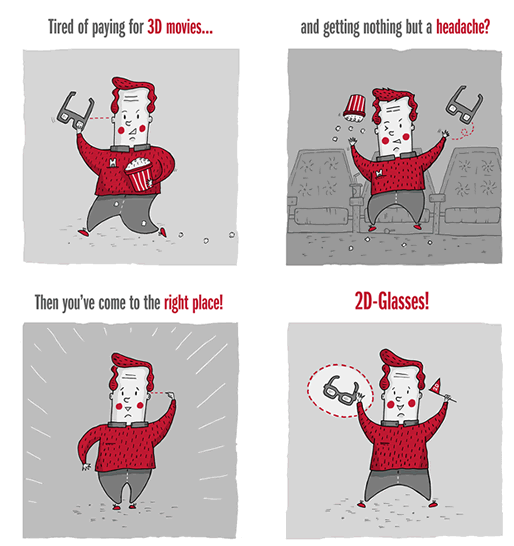 Tired of paying for 3D movies...
and getting nothing but a headache?
Then you've come to the right place!
2D-Glasses!